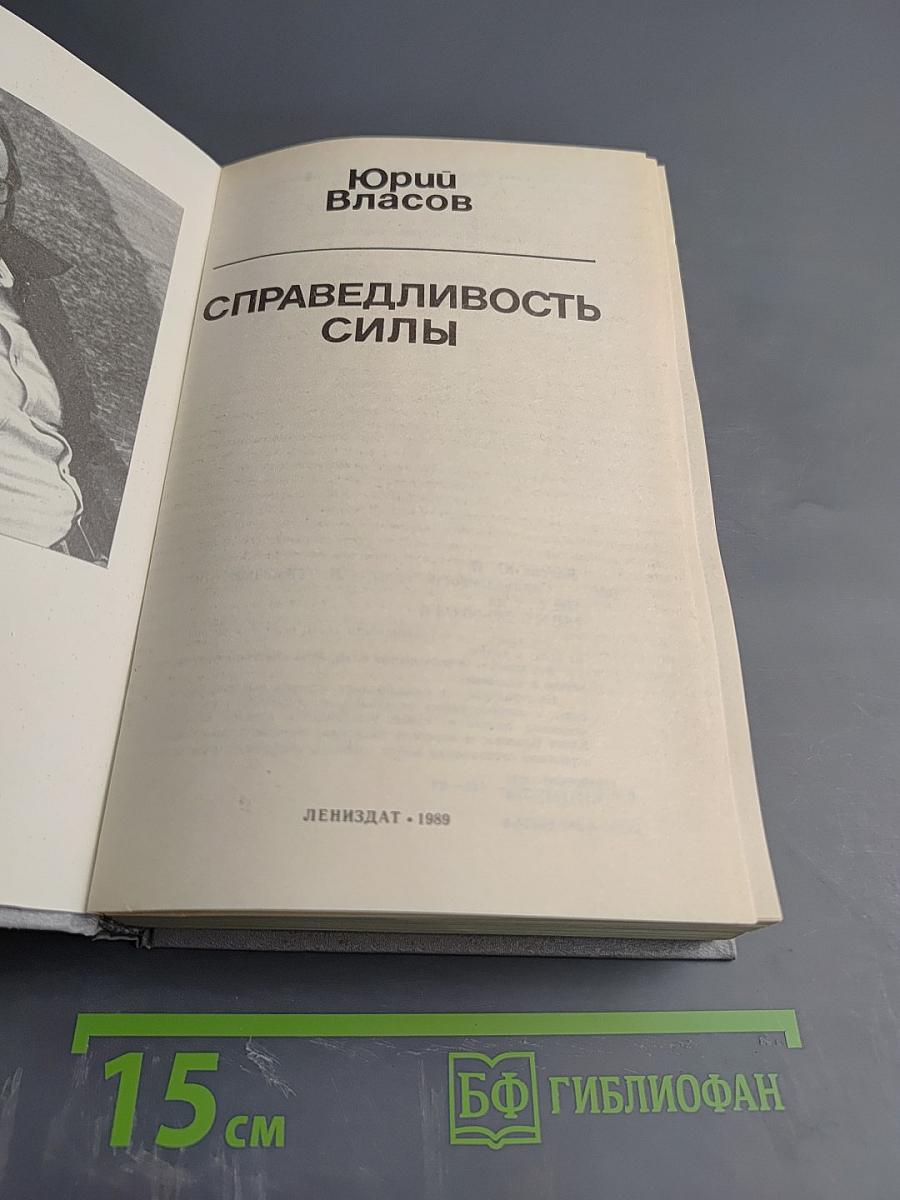 Юрий
Власов
СПРАВЕДЛИВОСТЬ
СИЛЫ
ЛЕНИЗДАТ • 1989
15 СМ
БФ ГИБЛИОФАН